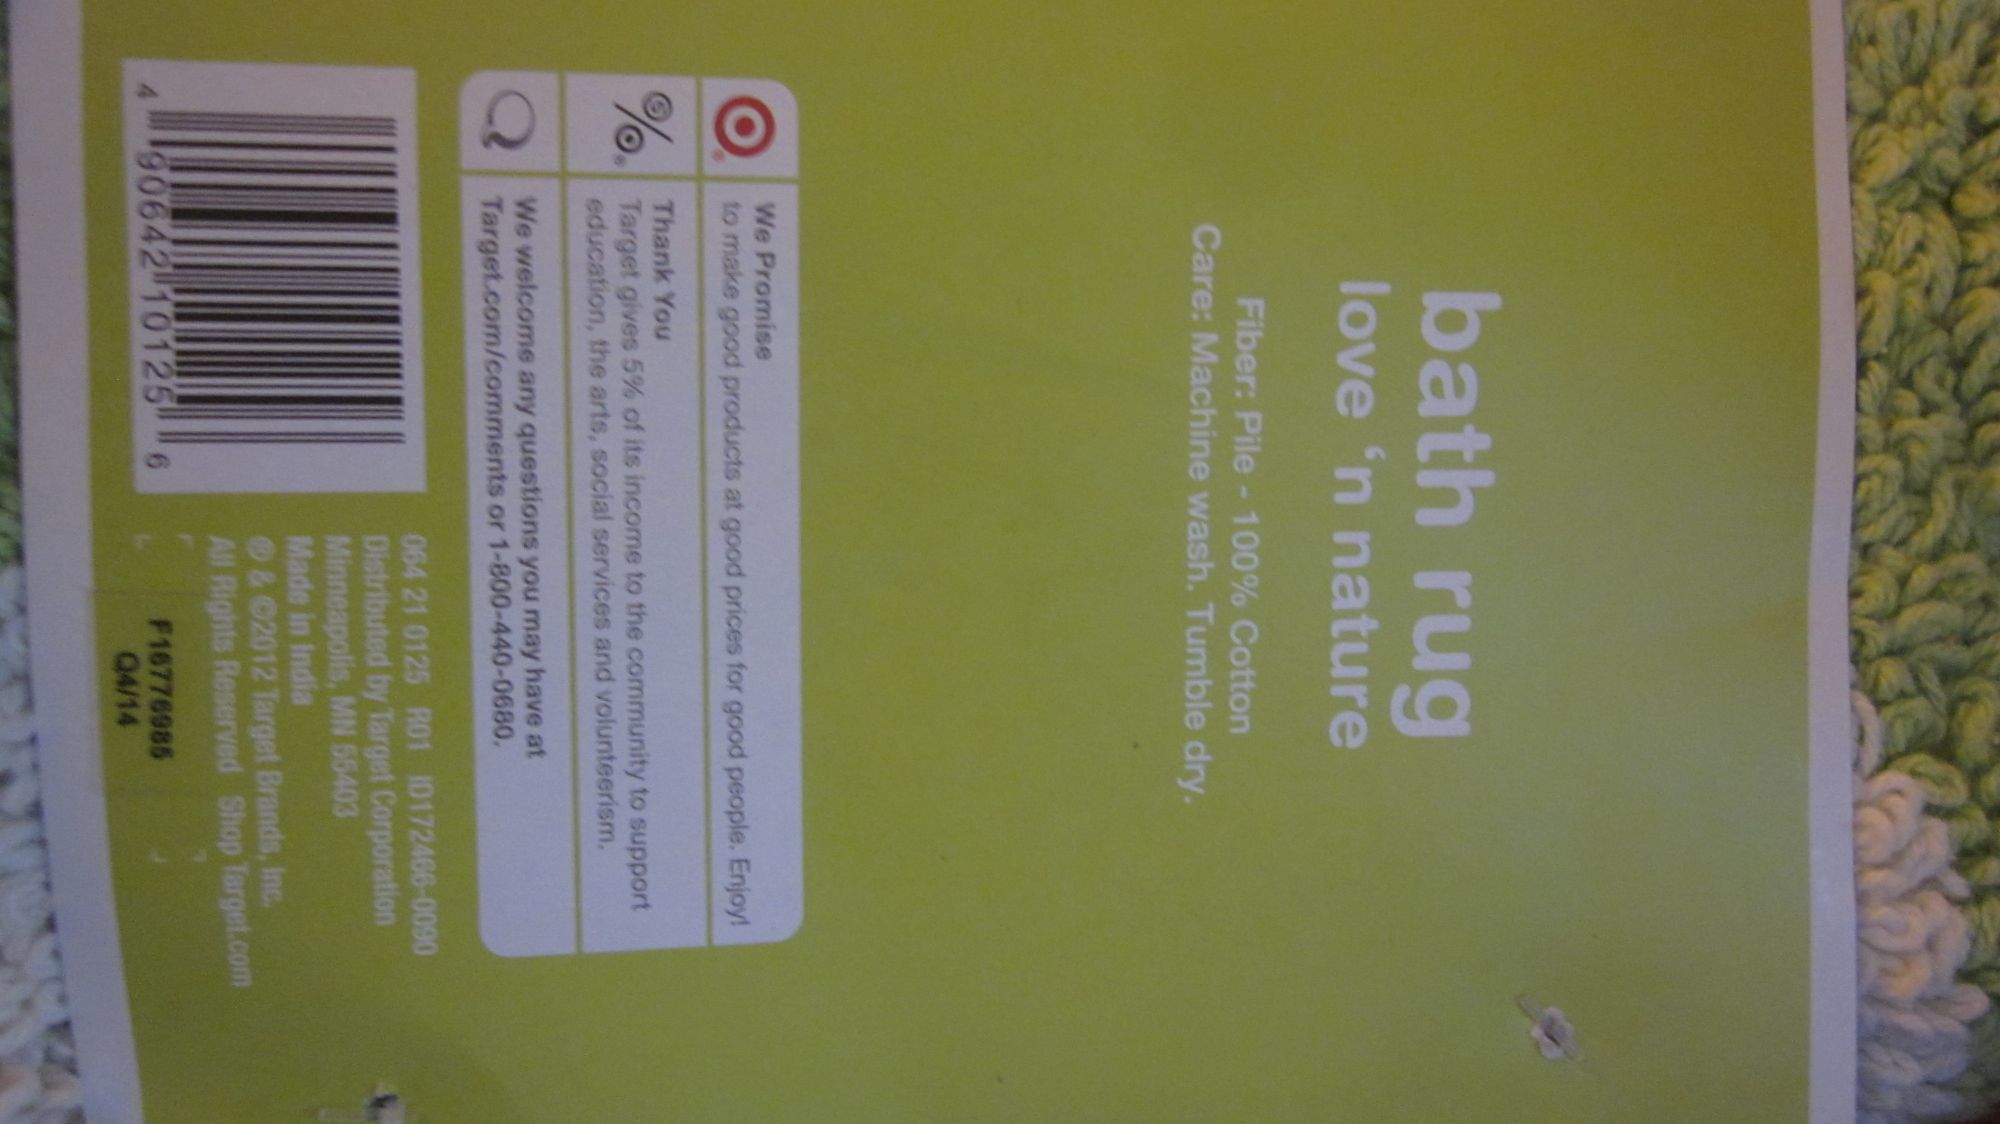 bath rug
love ‘n nature
Fiber: Pile - 100% Cotton
Care: Machine wash. Tumble dry.
We Promise
to make good products at good prices for good people. Enjoy!
Thank You
Target gives 5% of its income to the community to support
education, the arts, social services and volunteerism.
We welcome any questions you may have at
Target.com/comments or 1-800-440-0680.
4 90642 10125 6
064 21 0125 R01 ID172466-0090
Distributed by Target Corporation
Minneapolis, MN 55403
Made in India
® & ©2012 Target Brands, Inc.
All Rights Reserved Shop Target.com
F16776985
Q4/14